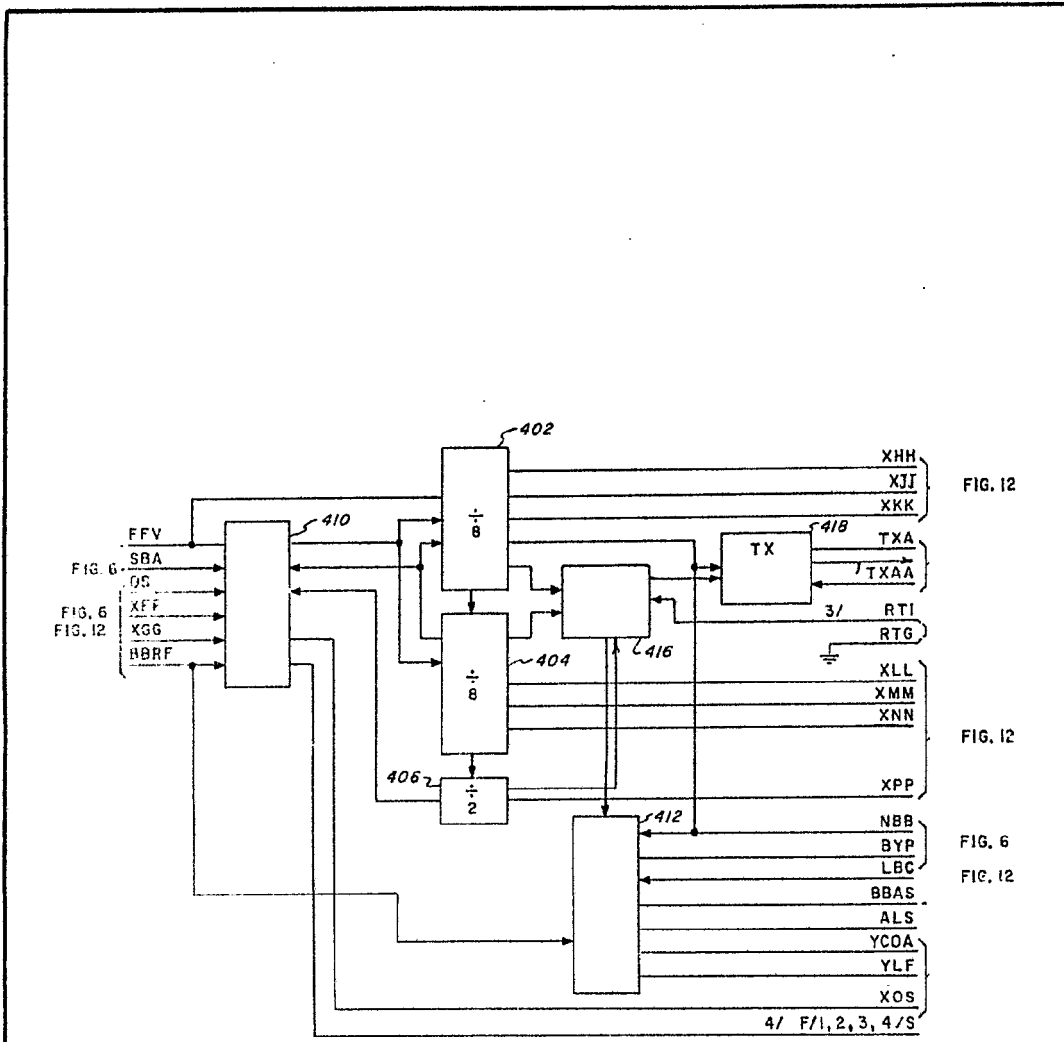 402
XHH
XJJ
FIG. 12
XKK
410
÷
8
418
FFV
TX
TXA
SBA
FIG. 6
TXAA
OS
FIG. 6
XFF
3/ RTI
FIG. 12
XGG
RTG
BBRF
416
404
XLL
÷
8
XMM
XNN
FIG. 12
406
÷
2
XPP
412
NBB
FIG. 6
BYP
LBC
FIG. 12
BBAS
ALS
YCOA
YLF
XOS
4/ F/1, 2, 3, 4/S